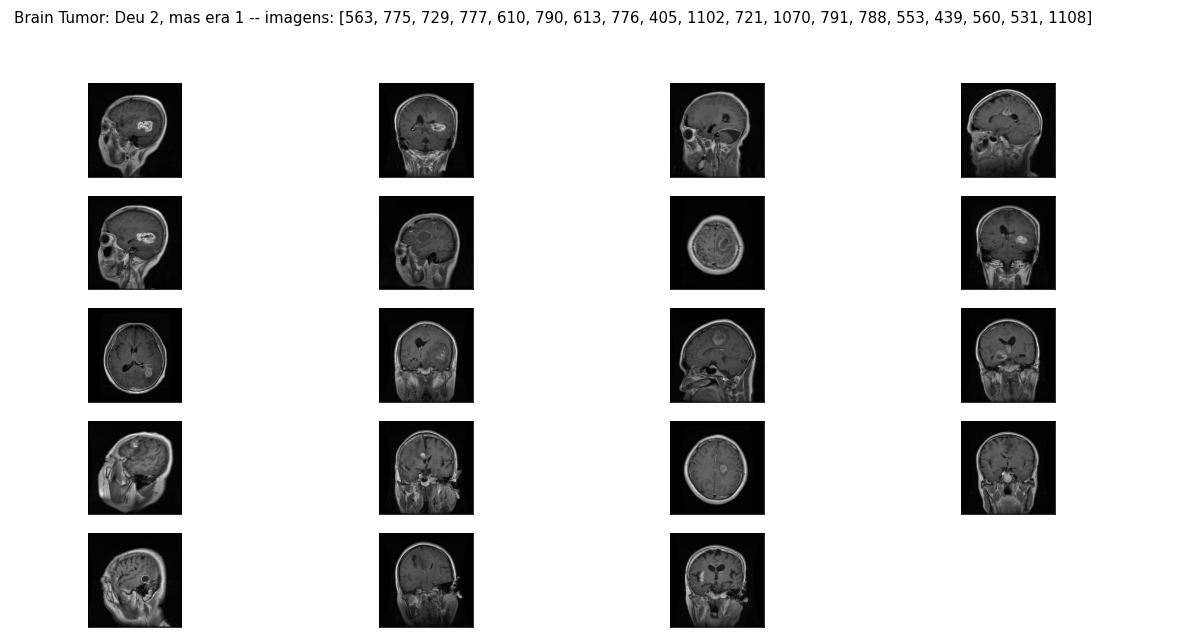 Brain Tumor: Deu 2, mas era 1 -- imagens: [563, 775, 729, 777, 610, 790, 613, 776, 405, 1102, 721, 1070, 791, 788, 553, 439, 560, 531, 1108]